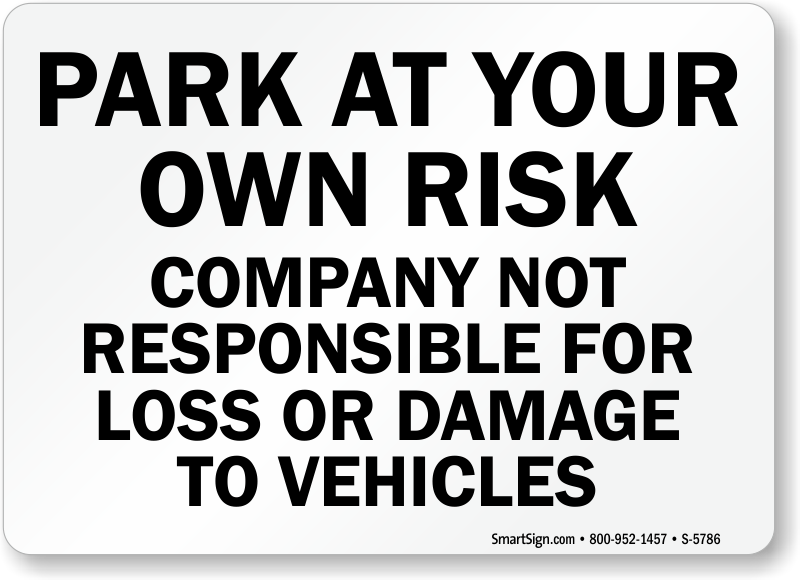 PARK AT YOUR
OWN RISK
COMPANY NOT
RESPONSIBLE FOR
LOSS OR DAMAGE
TO VEHICLES
SmartSign.com • 800-952-1457 • S-5786